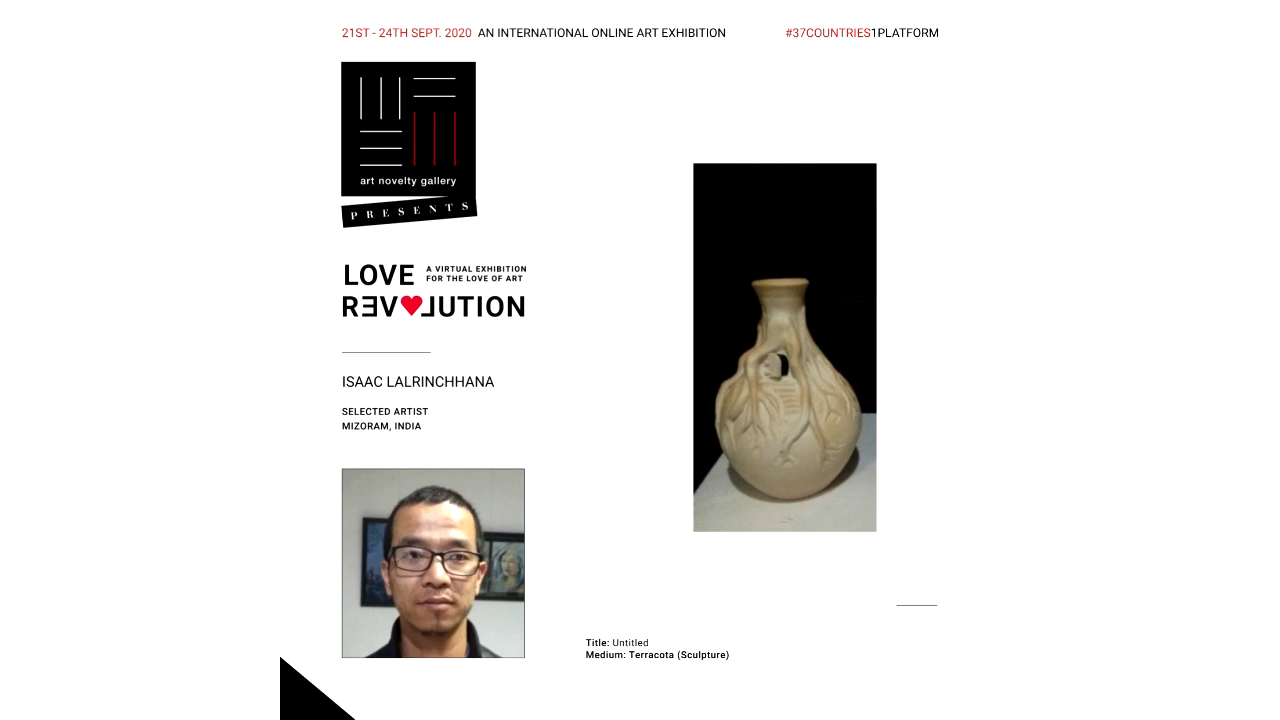 21ST - 24TH SEPT. 2020 AN INTERNATIONAL ONLINE ART EXHIBITION #37COUNTRIES1PLATFORM
art novelty gallery
PRESENTS
LOVE
A VIRTUAL EXHIBITION
FOR THE LOVE OF ART
REV❤LUTION
ISAAC LALRINCHHANA
SELECTED ARTIST
MIZORAM, INDIA
Title: Untitled
Medium: Terracota (Sculpture)